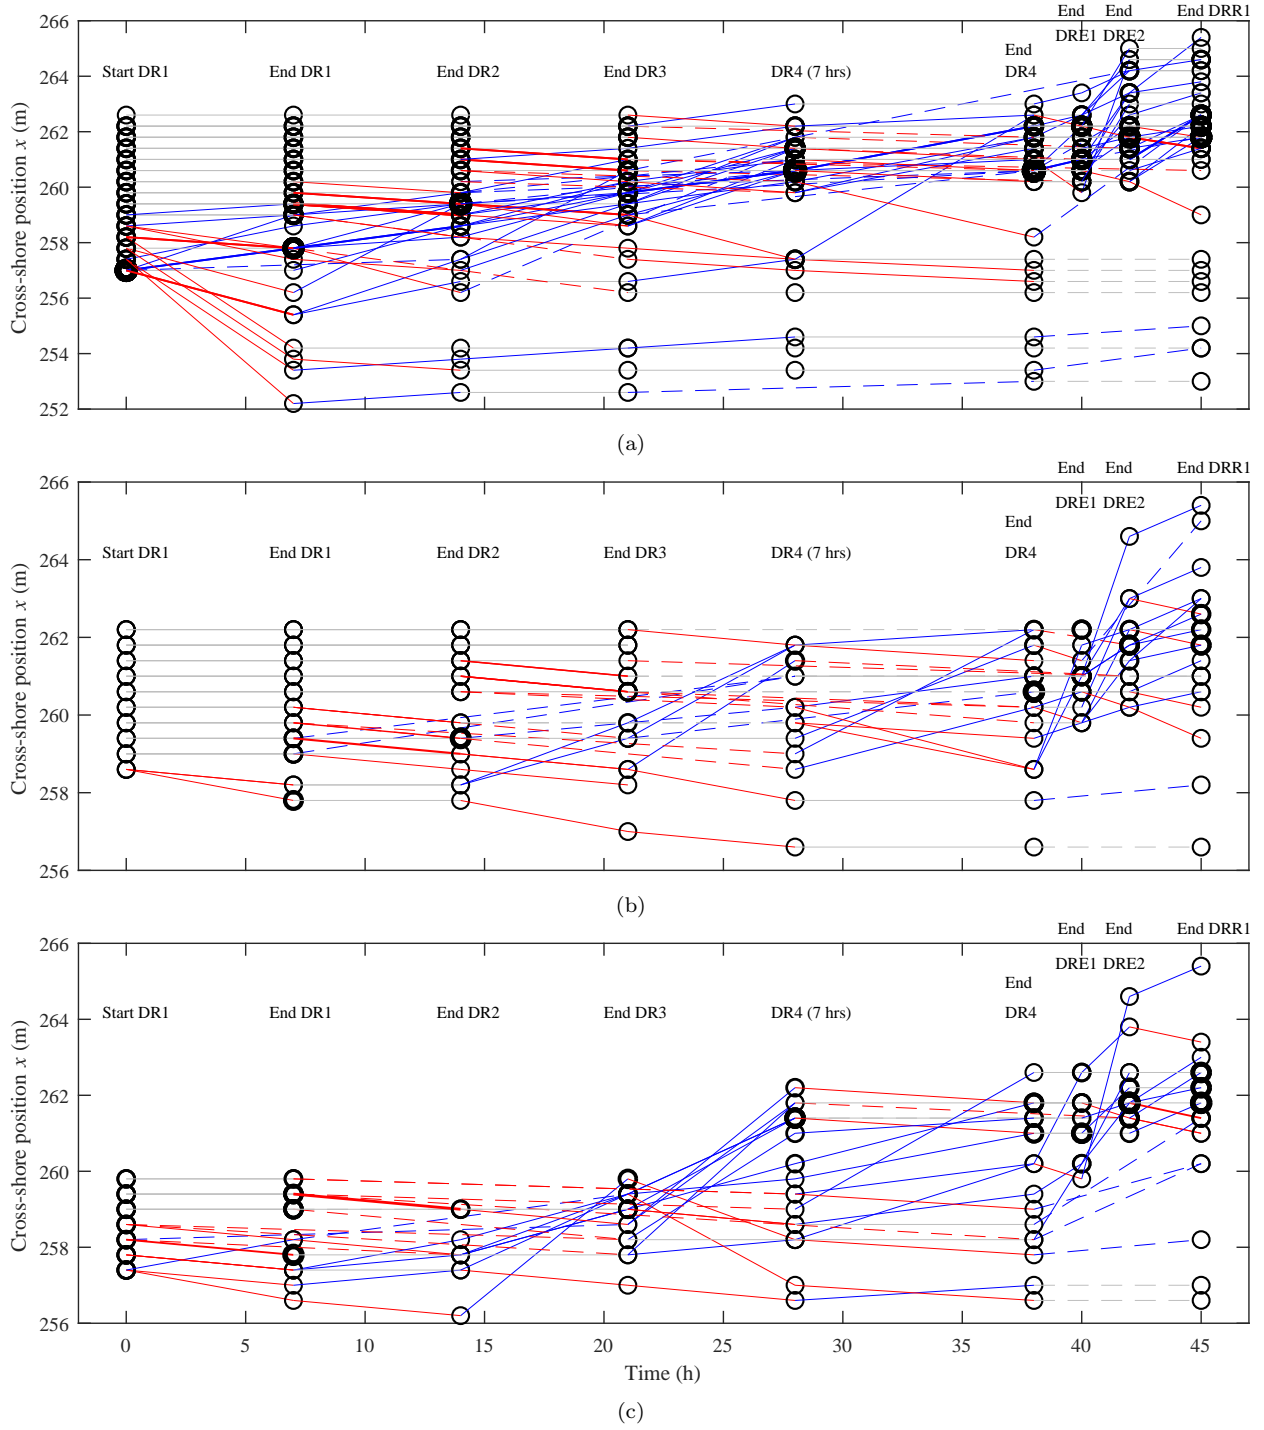 End End End DRR1
DRE1 DRE2
End
Start DR1 End DR1 End DR2 End DR3 DR4 (7 hrs) DR4
266
264
262
260
258
256
254
252
Cross-shore position x (m)
(a)
End End End DRR1
DRE1 DRE2
End
Start DR1 End DR1 End DR2 End DR3 DR4 (7 hrs) DR4
266
264
262
260
258
256
Cross-shore position x (m)
(b)
End End End DRR1
DRE1 DRE2
End
Start DR1 End DR1 End DR2 End DR3 DR4 (7 hrs) DR4
266
264
262
260
258
256
Cross-shore position x (m)
0 5 10 15 20 25 30 35 40 45
Time (h)
(c)